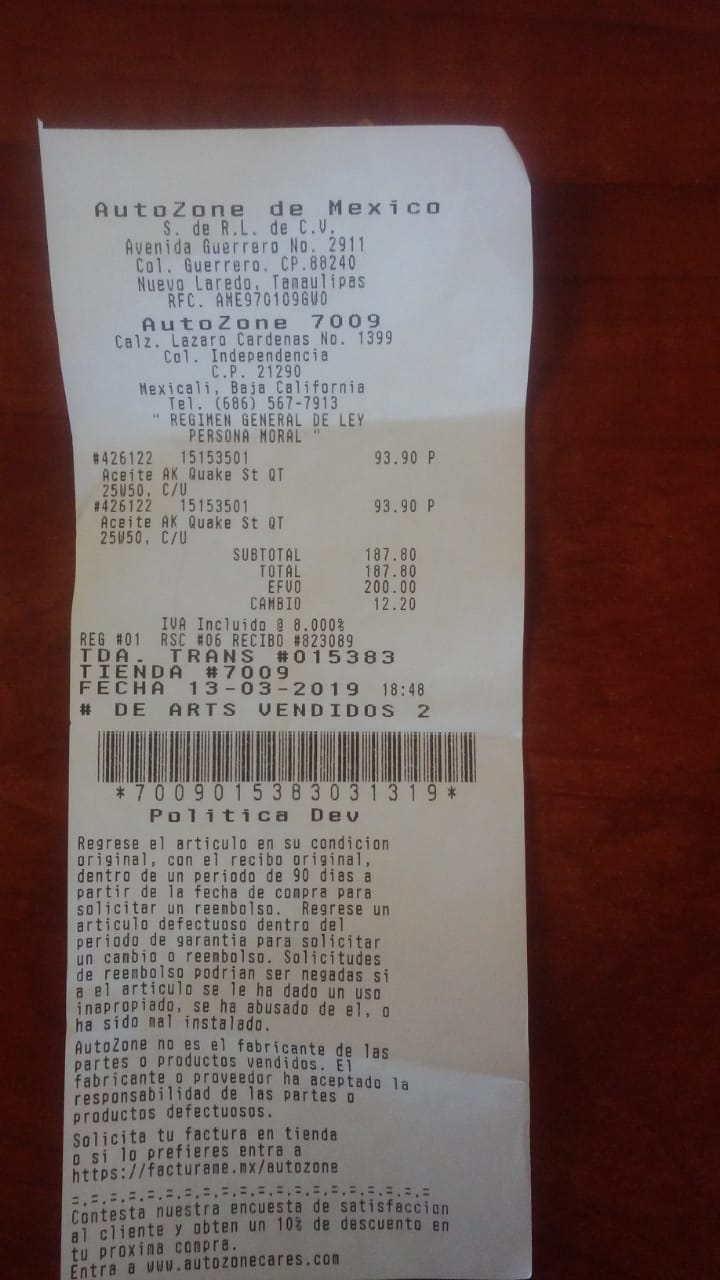 AutoZone de Mexico
S. de R.L. de C.V.
Avenida Guerrero No. 2911
Col. Guerrero. CP.88240
Nuevo Laredo, Tamaulipas
RFC. AME970109GW0
AutoZone 7009
Calz. Lazaro Cardenas No. 1399
Col. Independencia
C.P. 21290
Mexicali, Baja California
Tel. (686) 567-7913
" REGIMEN GENERAL DE LEY
PERSONA MORAL "
#426122 15153501 93.90 P
Aceite AK Quake St QT
25W50, C/U
#426122 15153501 93.90 P
Aceite AK Quake St QT
25W50, C/U
SUBTOTAL 187.80
TOTAL 187.80
EFVO 200.00
CAMBIO 12.20
IVA Incluido @ 8.000%
REG #01 RSC #06 RECIBO #823089
TDA. TRANS #015383
TIENDA #7009
FECHA 13-03-2019 18:48
# DE ARTS VENDIDOS 2
*7009015383031319*
Politica Dev
Regrese el articulo en su condicion
original, con el recibo original,
dentro de un periodo de 90 dias a
partir de la fecha de compra para
solicitar un reembolso. Regrese un
articulo defectuoso dentro del
periodo de garantia para solicitar
un cambio o reembolso. Solicitudes
de reembolso podrian ser negadas si
a el articulo se le ha dado un uso
inapropiado, se ha abusado de el, o
ha sido mal instalado.
AutoZone no es el fabricante de las
partes o productos vendidos. El
fabricante o proveedor ha aceptado la
responsabilidad de las partes o
productos defectuosos.
Solicita tu factura en tienda
o si lo prefieres entra a
https://facturame.mx/autozone
=.=.=.=.=.=.=.=.=.=.=.=.=.=.=.=.=.=
Contesta nuestra encuesta de satisfaccion
al cliente y obten un 10% de descuento en
tu proxima compra.
Entra a www.autozonecares.com